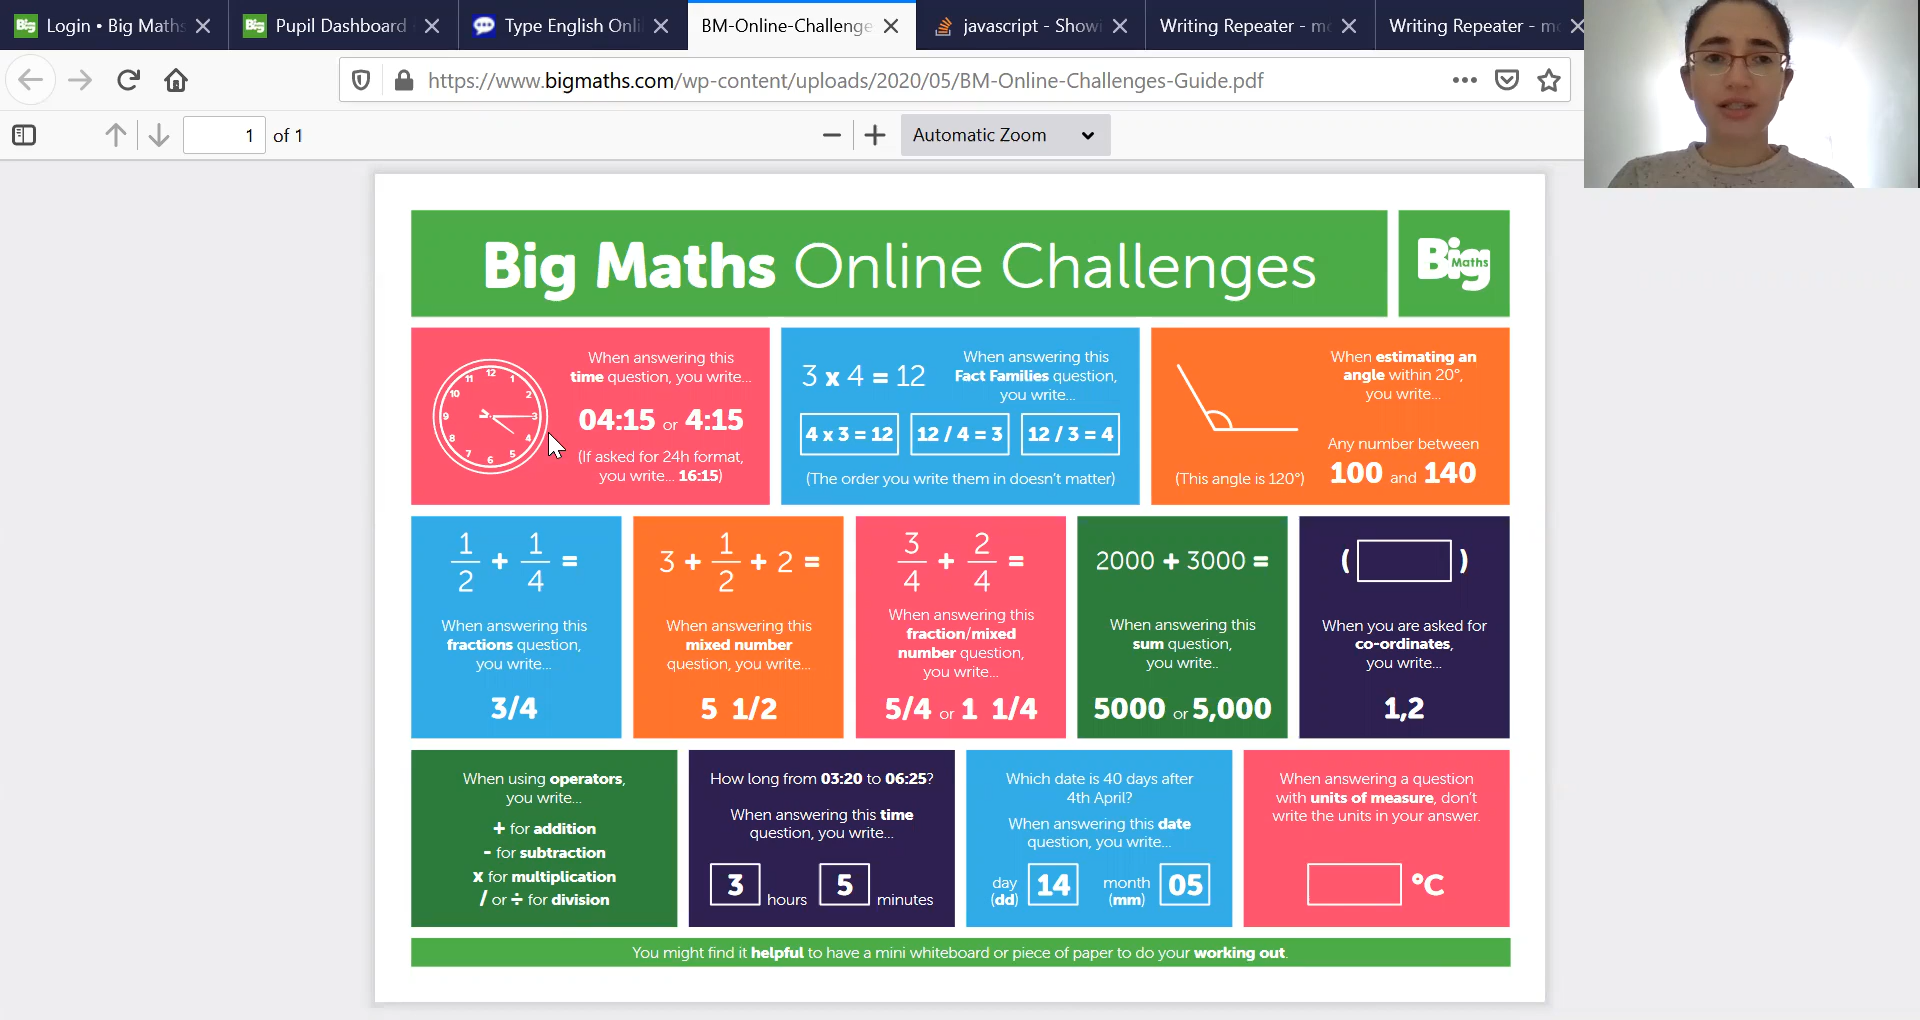 Login • Big Maths
Pupil Dashboard
Type English Onli
BM-Online-Challenge
javascript - Showi
Writing Repeater - m
Writing Repeater - m
https://www.bigmaths.com/wp-content/uploads/2020/05/BM-Online-Challenges-Guide.pdf
1 of 1
Automatic Zoom
Big Maths Online Challenges
Big Maths
12
1
2
3
4
5
6
7
8
9
10
11
When answering this
time question, you write...
04:15 or 4:15
(If asked for 24h format,
you write... 16:15)
3 x 4 = 12
When answering this
Fact Families question,
you write...
4 x 3 = 12
12 / 4 = 3
12 / 3 = 4
(The order you write them in doesn't matter)
When estimating an
angle within 20°,
you write...
Any number between
100 and 140
(This angle is 120°)
1/2 + 1/4 =
When answering this
fractions question,
you write...
3/4
3 + 1/2 + 2 =
When answering this
mixed number
question, you write...
5 1/2
3/4 + 2/4 =
When answering this
fraction/mixed
number question,
you write...
5/4 or 1 1/4
2000 + 3000 =
When answering this
sum question,
you write..
5000 or 5,000
( )
When you are asked for
co-ordinates,
you write...
1,2
When using operators,
you write...
+ for addition
- for subtraction
x for multiplication
/ or ÷ for division
How long from 03:20 to 06:25?
When answering this time
question, you write...
3 hours 5 minutes
Which date is 40 days after
4th April?
When answering this date
question, you write...
day (dd) 14 month (mm) 05
When answering a question
with units of measure, don't
write the units in your answer.
°C
You might find it helpful to have a mini whiteboard or piece of paper to do your working out.